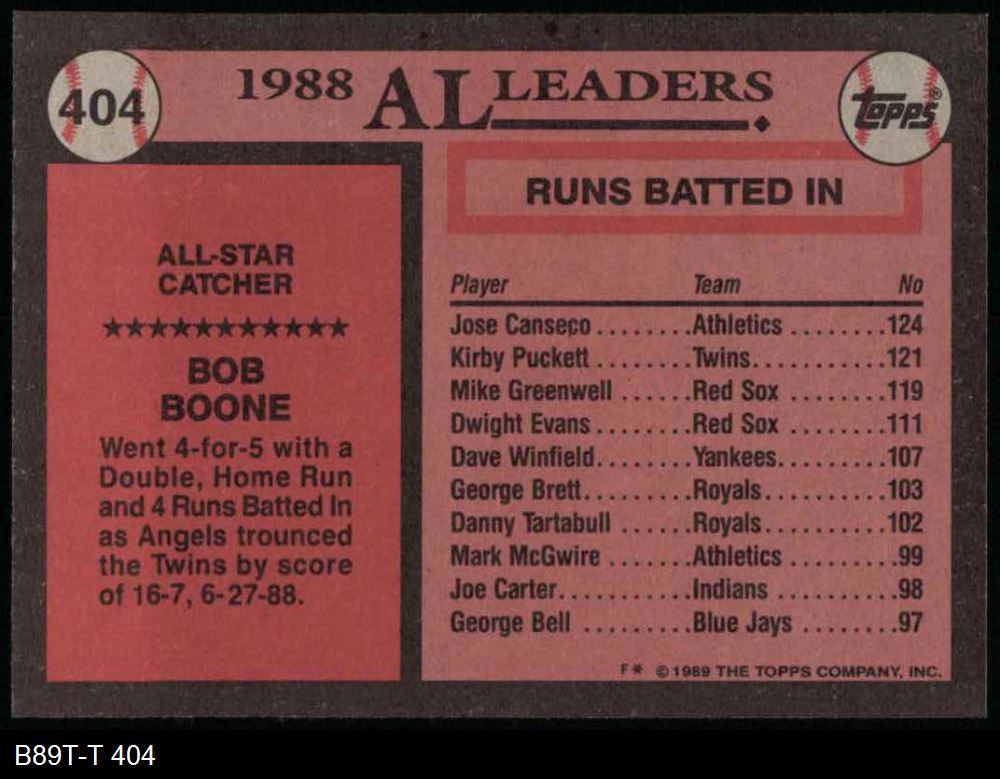 404
1988 AL LEADERS
Topps®
ALL-STAR
CATCHER
★★★★★★★★★★★
BOB
BOONE
Went 4-for-5 with a
Double, Home Run
and 4 Runs Batted In
as Angels trounced
the Twins by score
of 16-7, 6-27-88.
RUNS BATTED IN
Player Team No
Jose Canseco........Athletics........124
Kirby Puckett........Twins..........121
Mike Greenwell......Red Sox........119
Dwight Evans........Red Sox........111
Dave Winfield........Yankees........107
George Brett.........Royals..........103
Danny Tartabull......Royals..........102
Mark McGwire.......Athletics.........99
Joe Carter............Indians..........98
George Bell.........Blue Jays.......97
F* ©1989 THE TOPPS COMPANY, INC.
B89T-T 404